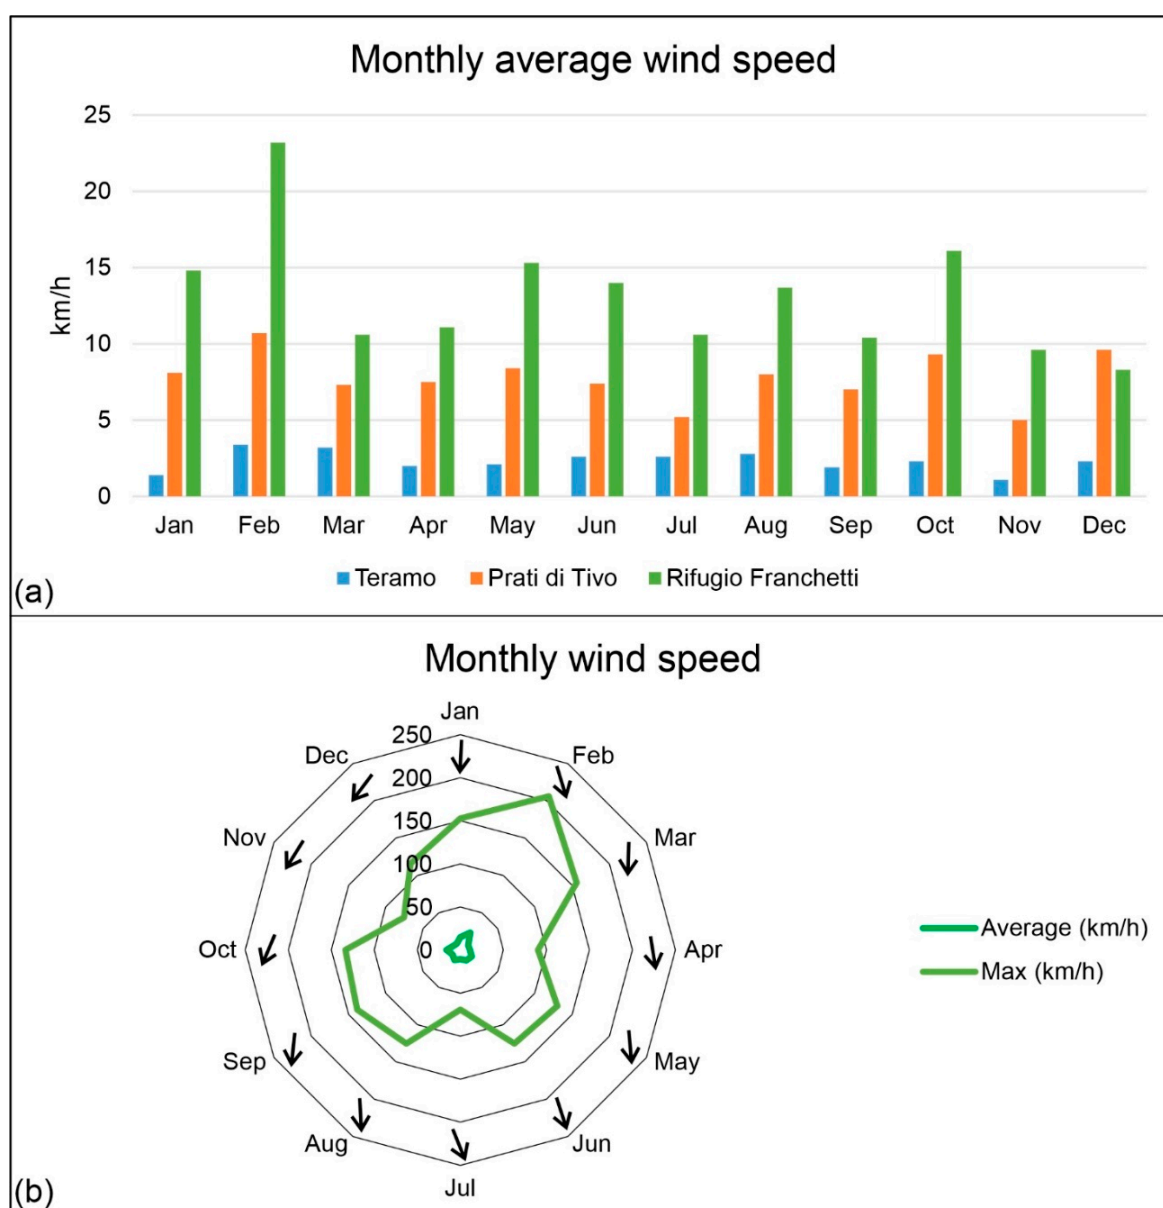 Monthly average wind speed
25
20
15
10
5
0
km/h
Jan Feb Mar Apr May Jun Jul Aug Sep Oct Nov Dec
Teramo Prati di Tivo Rifugio Franchetti
(a)
Monthly wind speed
Jan
250
Dec Feb
200
150
Nov Mar
100
50
Oct 0 Apr
Average (km/h)
Max (km/h)
Sep May
Aug Jun
Jul
(b)